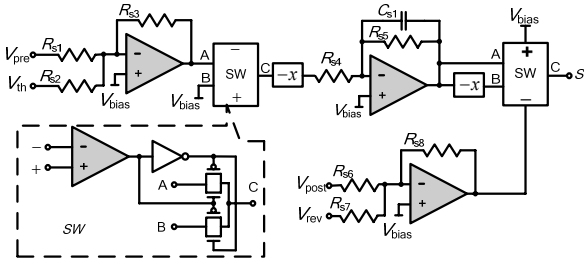 Rs3
Vpre
Rs1
Vth
Rs2
−
+
Vbias
A
B
Vbias
−
SW
+
C
−x
Rs4
Cs1
Rs5
−
+
Vbias
A
−x
B
Vbias
+
SW
−
C
S
−
+
SW
A
B
C
Vpost
Rs6
Vrev
Rs7
Rs8
−
+
Vbias